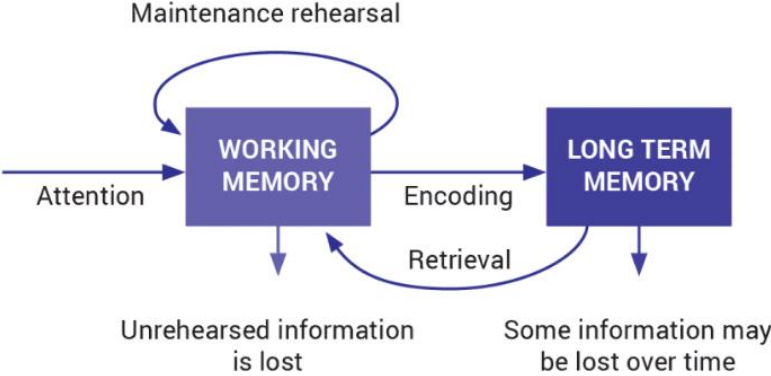 Maintenance rehearsal
WORKING
MEMORY
LONG TERM
MEMORY
Attention
Encoding
Retrieval
Unrehearsed information
is lost
Some information may
be lost over time